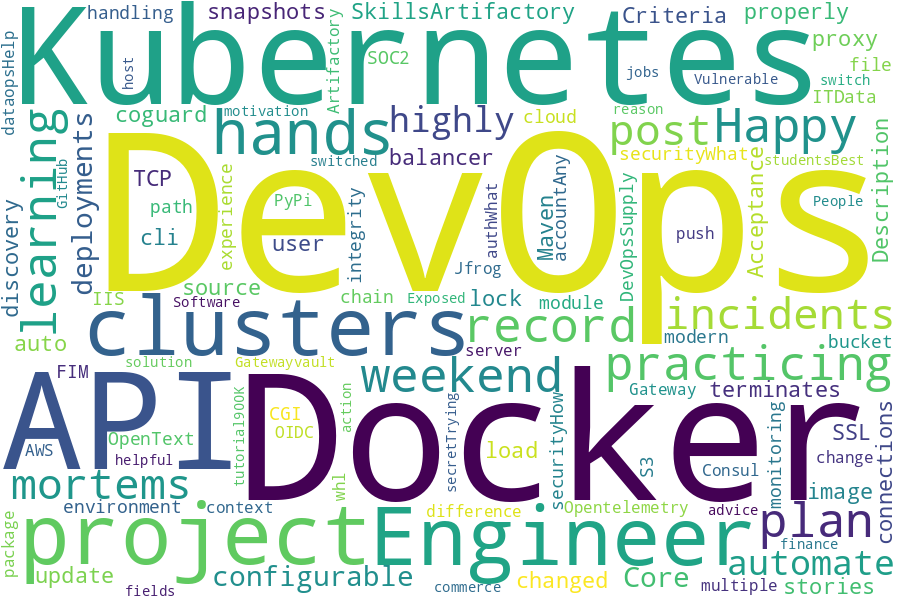 handling
snapshots
SkillsArtifactory
Criteria
properly
Kubernetes
dataopsHelp
host
Artifactory
SOC2
jobs
Vulnerable
proxy
file
switch
ITData
coguard
motivation
hands
highly
cloud
reason
post
Happy
learning
GitHub
deployments
switched
balancer
securityWhat
studentsBest
DevOps
TCP
experience
PyPi
integrity
authWhat
Maven
accountAny
Acceptance
Description
People
path
cli
user
push
discovery
DevOpsSupply
Jfrog
source
IIS
Software
chain
Exposed
lock
module
clusters
record
incidents
auto
server
modern
bucket
solution
Gatewayvault
FIM
weekend
practicing
API
Docker
Gateway
terminates
AWS
OpenText
helpful
tutorial900K
CGI
OIDC
action
secretTrying
load
securityHow
S3
Consul
monitoring
SSL
change
connections
mortems
whl
image
environment
context
difference
Opentelemetry
advice
plan
project
Engineer
finance
package
update
fields
configurable
commerce
changed
Core
automate
multiple
stories